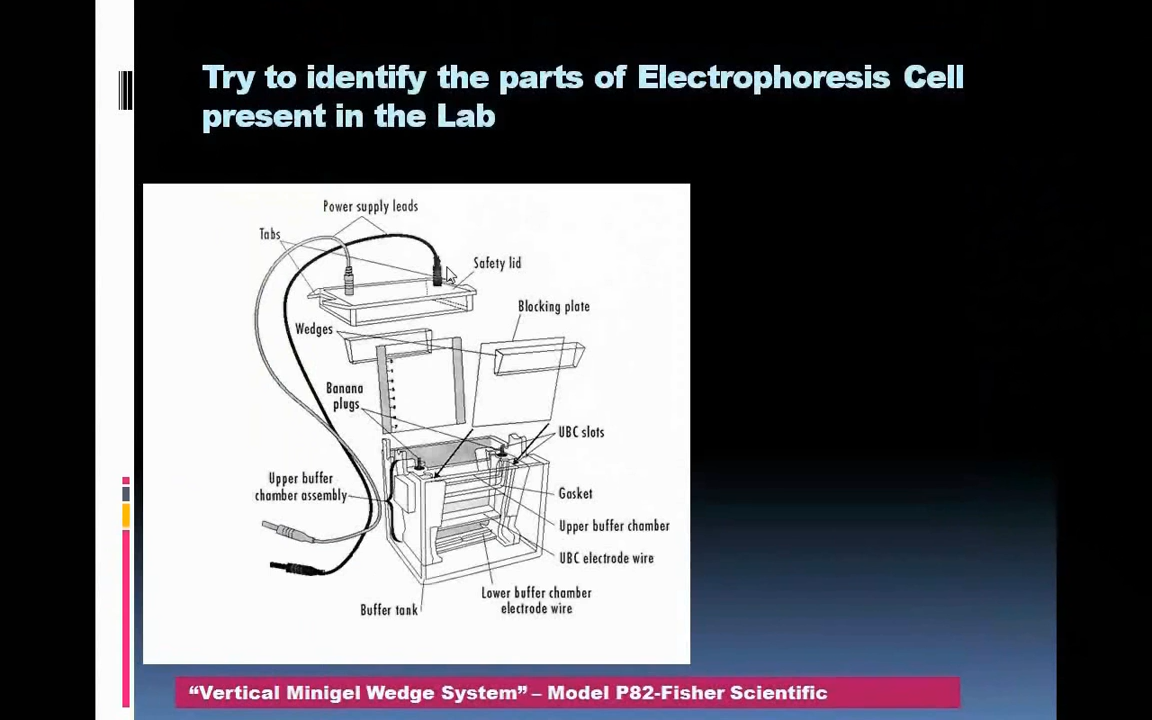 Try to identify the parts of Electrophoresis Cell
present in the Lab
Power supply leads
Tabs
Safety lid
Blocking plate
Wedges
Banana
plugs
UBC slots
Upper buffer
chamber assembly
Gasket
Upper buffer chamber
UBC electrode wire
Lower buffer chamber
electrode wire
Buffer tank
“Vertical Minigel Wedge System” – Model P82-Fisher Scientific